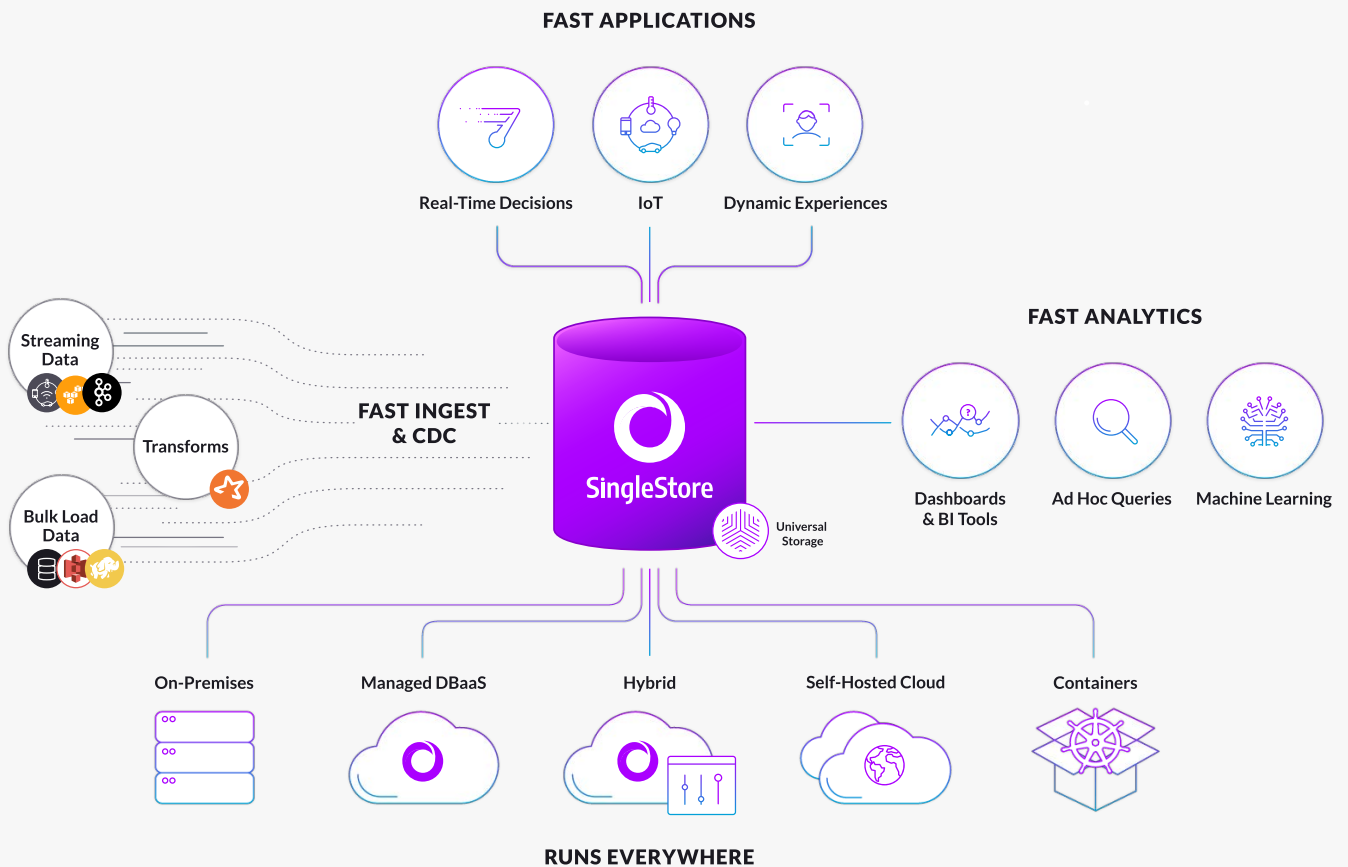 FAST APPLICATIONS
Real-Time Decisions
IoT
Dynamic Experiences
Streaming
Data
Transforms
Bulk Load
Data
FAST INGEST
& CDC
SingleStore
Universal
Storage
FAST ANALYTICS
?
Dashboards
& BI Tools
Ad Hoc Queries
Machine Learning
On-Premises
Managed DBaaS
Hybrid
Self-Hosted Cloud
Containers
RUNS EVERYWHERE